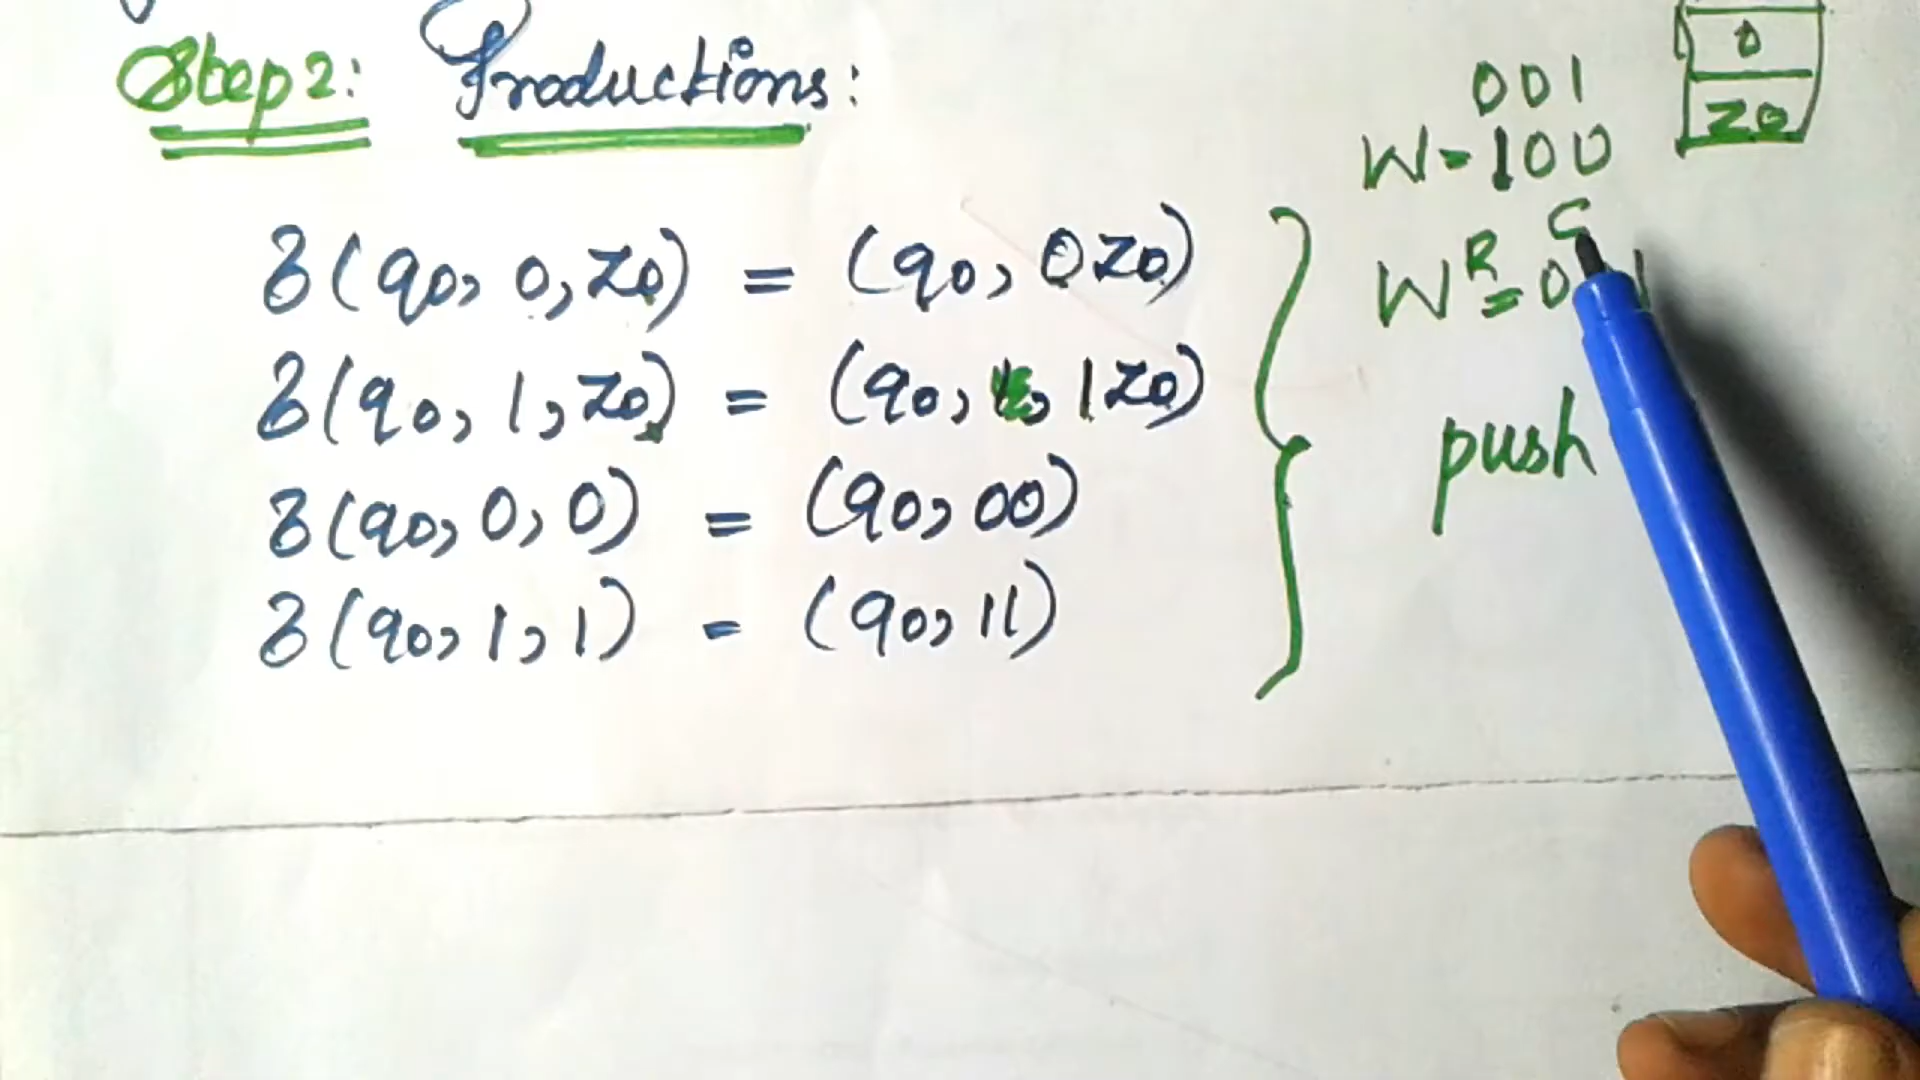 Step 2: Productions:
δ(q0, 0, z0) = (q0, 0z0)
δ(q0, 1, z0) = (q0, 1z0)
δ(q0, 0, 0) = (q0, 00)
δ(q0, 1, 1) = (q0, 11)
001
W = 100
C
W^R = 0 1
push
0
z0